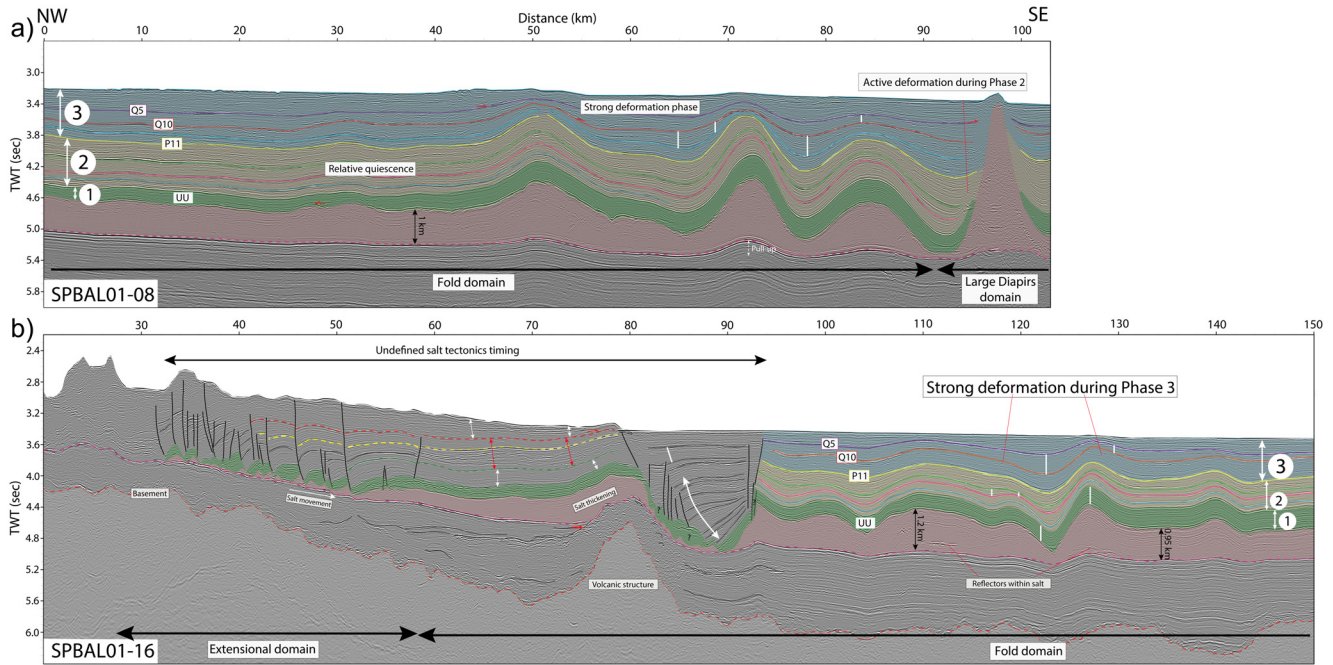 a)
NW
Distance (km)
SE
0 10 20 30 40 50 60 70 80 90 100
TWT (sec)
3.0
3.4
3.8
4.2
4.6
5.0
5.4
5.8
3
2
1
Q5
Q10
P11
UU
Strong deformation phase
Active deformation during Phase 2
Relative quiescence
1 km
Pull-up
Fold domain
Large Diapirs
domain
SPBAL01-08
b)
30 40 50 60 70 80 90 100 110 120 130 140 150
TWT (sec)
2.4
2.8
3.2
3.6
4.0
4.4
4.8
5.2
5.6
6.0
Undefined salt tectonics timing
Strong deformation during Phase 3
Q5
Q10
P11
UU
3
2
1
Basement
Salt movement
Salt thickening
?
?
1.2 km
0.95 km
Volcanic structure
Reflectors within salt
Extensional domain
Fold domain
SPBAL01-16